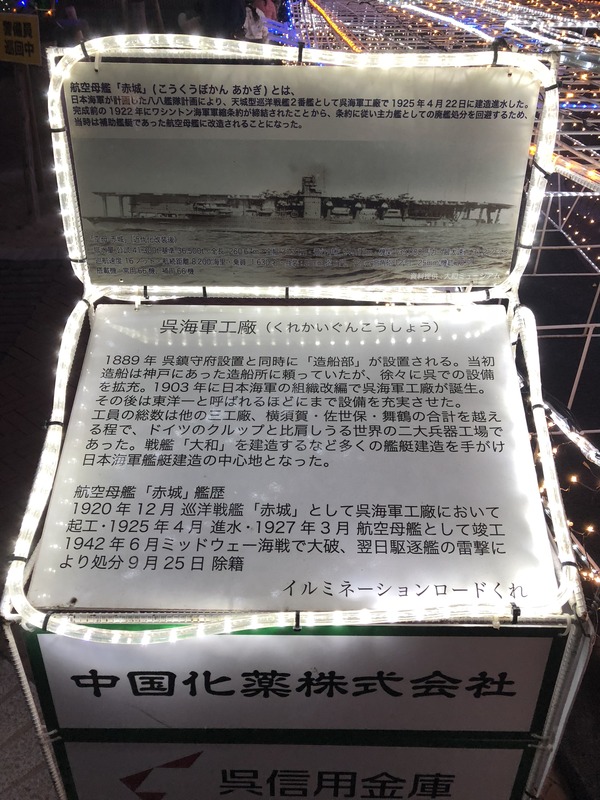 警備員
巡回中
航空母艦「赤城」(こうくうぼかん あかぎ)とは、
日本海軍が計画した八八艦隊計画により、天城型巡洋戦艦2番艦として呉海軍工廠で1925年4月22日に建造進水した。
完成前の1922年にワシントン海軍軍縮条約が締結されたことから、条約に従い主力艦としての廃艦処分を回避するため、
当時は補助艦艇であった航空母艦に改造されることになった。
呉海軍工廠(くれかいぐんこうしょう)
1889年 呉鎮守府設置と同時に「造船部」が設置される。当初
造船は神戸にあった造船所に頼っていたが、徐々に呉での設備
を拡充。1903年に日本海軍の組織改編で呉海軍工廠が誕生。
その後は東洋一と呼ばれるほどにまで設備を充実させた。
工員の総数は他の三工廠、横須賀・佐世保・舞鶴の合計を越え
る程で、ドイツのクルップと比肩しうる世界の二大兵器工場で
あった。戦艦「大和」を建造するなど多くの艦艇建造を手がけ
日本海軍艦艇建造の中心地となった。
航空母艦「赤城」艦歴
1920年12月 巡洋戦艦「赤城」として呉海軍工廠において
起工・1925年4月 進水・1927年3月 航空母艦として竣工
1942年6月ミッドウェー海戦で大破、翌日駆逐艦の雷撃に
より処分9月25日 除籍
イルミネーションロードくれ
中国化薬株式会社
呉信用金庫